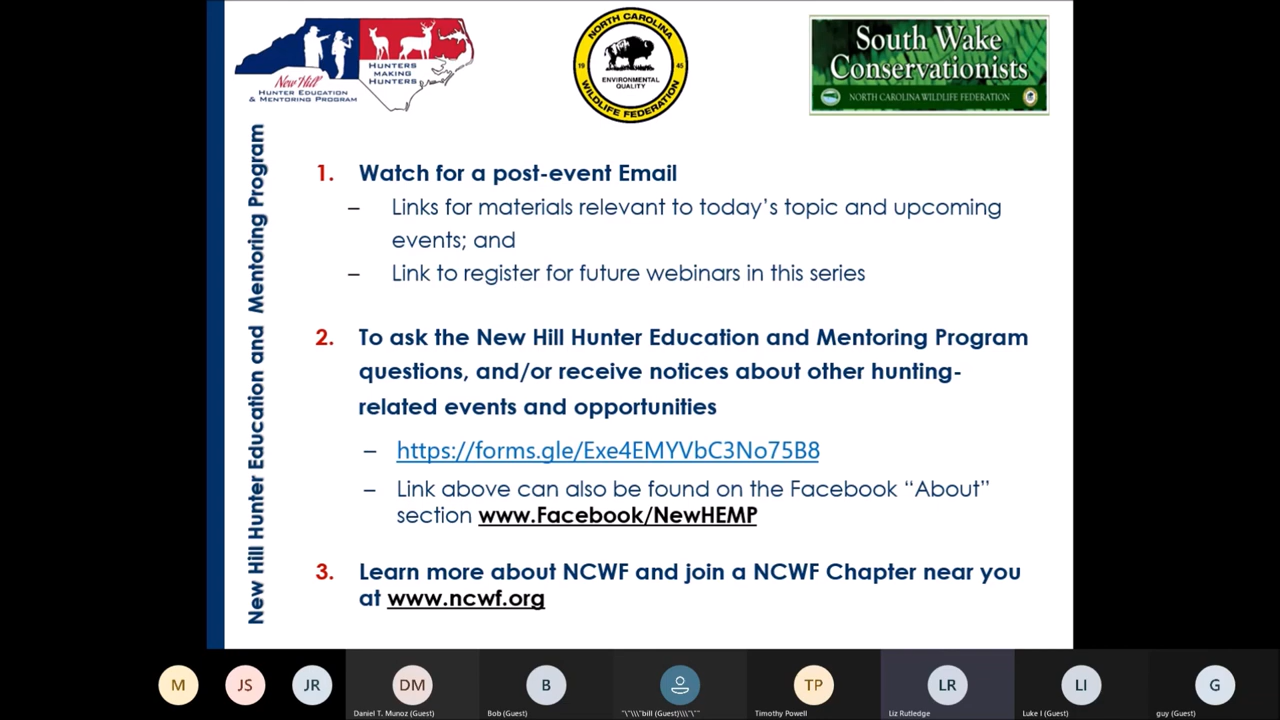 New Hill
HUNTER EDUCATION
& MENTORING PROGRAM
HUNTERS
MAKING
HUNTERS
NORTH CAROLINA
19 45
ENVIRONMENTAL
QUALITY
WILDLIFE FEDERATION
South Wake
Conservationists
NORTH CAROLINA WILDLIFE FEDERATION
New Hill Hunter Education and Mentoring Program
1. Watch for a post-event Email
– Links for materials relevant to today's topic and upcoming
events; and
– Link to register for future webinars in this series
2. To ask the New Hill Hunter Education and Mentoring Program
questions, and/or receive notices about other hunting-
related events and opportunities
– https://forms.gle/Exe4EMYVbC3No75B8
– Link above can also be found on the Facebook "About"
section www.Facebook/NewHEMP
3. Learn more about NCWF and join a NCWF Chapter near you
at www.ncwf.org
M JS JR DM B TP LR LI G
Daniel T. Munoz (Guest) Bob (Guest) "\"\\\"bill (Guest)\\\"\"" Timothy Powell Liz Rutledge Luke I (Guest) guy (Guest)